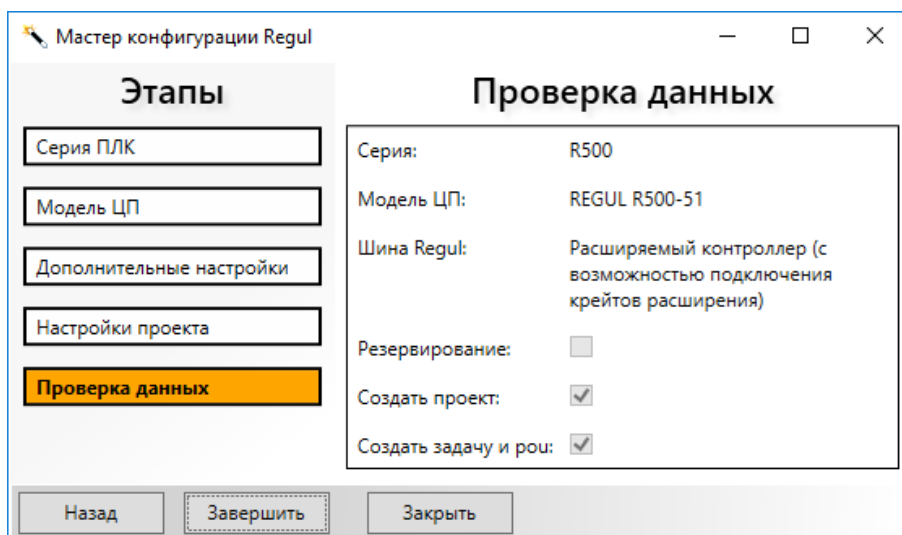 Мастер конфигурации Regul
Этапы
Серия ПЛК
Модель ЦП
Дополнительные настройки
Настройки проекта
Проверка данных
Проверка данных
Серия: R500
Модель ЦП: REGUL R500-51
Шина Regul: Расширяемый контроллер (с
возможностью подключения
крейтов расширения)
Резервирование:
Создать проект:
Создать задачу и pou:
Назад Завершить Закрыть